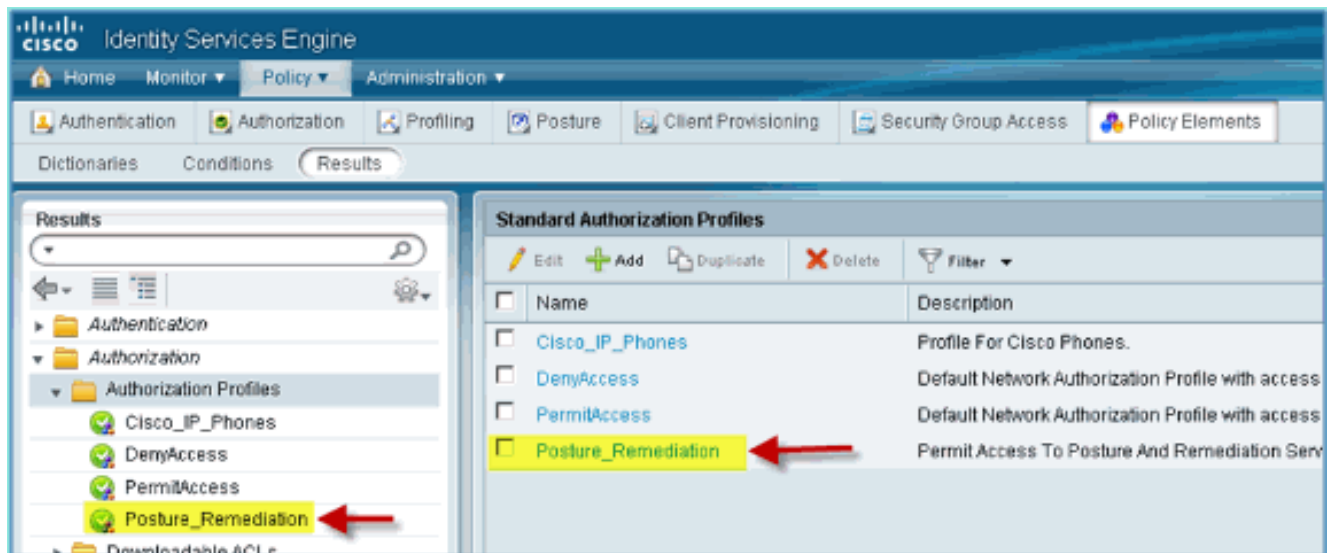 CISCO Identity Services Engine
Home Monitor Policy Administration
Authentication Authorization Profiling Posture Client Provisioning Security Group Access Policy Elements
Dictionaries Conditions Results
Results
Authentication
Authorization
Authorization Profiles
Cisco_IP_Phones
DenyAccess
PermitAccess
Posture_Remediation
Downloadable ACLs
Standard Authorization Profiles
Edit Add Duplicate Delete Filter
Name Description
Cisco_IP_Phones Profile For Cisco Phones.
DenyAccess Default Network Authorization Profile with access
PermitAccess Default Network Authorization Profile with access
Posture_Remediation Permit Access To Posture And Remediation Serv